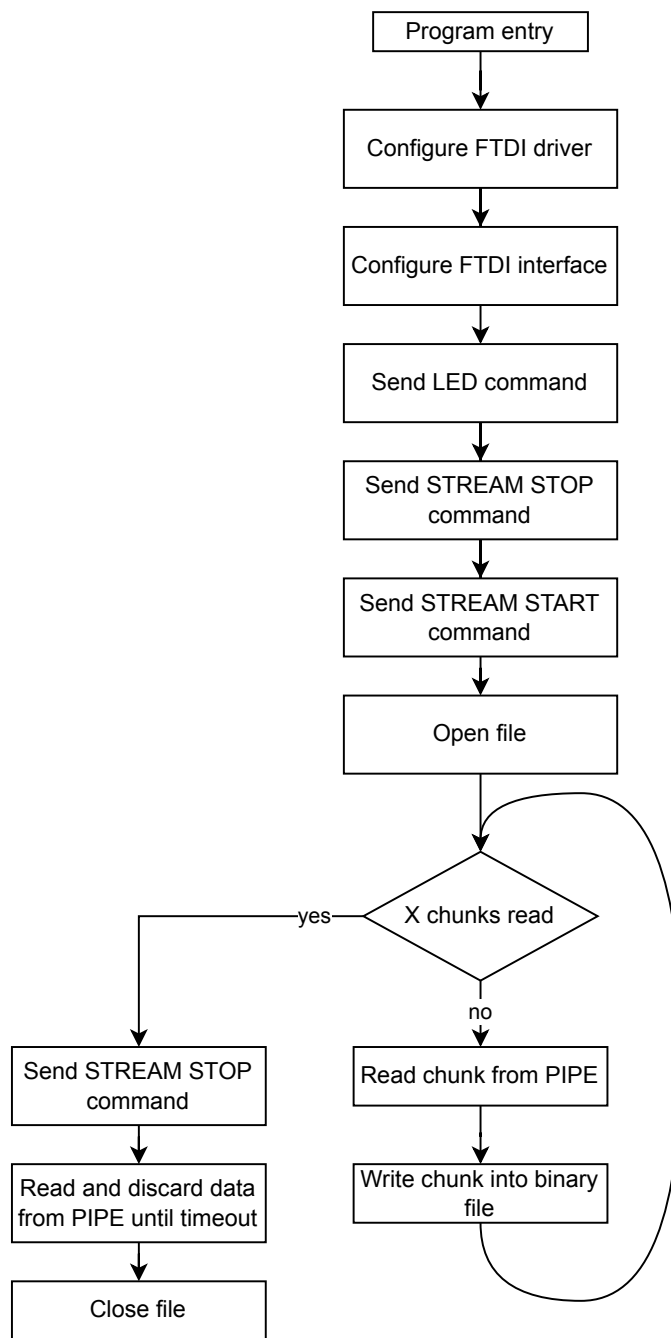 Program entry
Configure FTDI driver
Configure FTDI interface
Send LED command
Send STREAM STOP
command
Send STREAM START
command
Open file
X chunks read
yes
no
Send STREAM STOP
command
Read chunk from PIPE
Read and discard data
from PIPE until timeout
Write chunk into binary
file
Close file